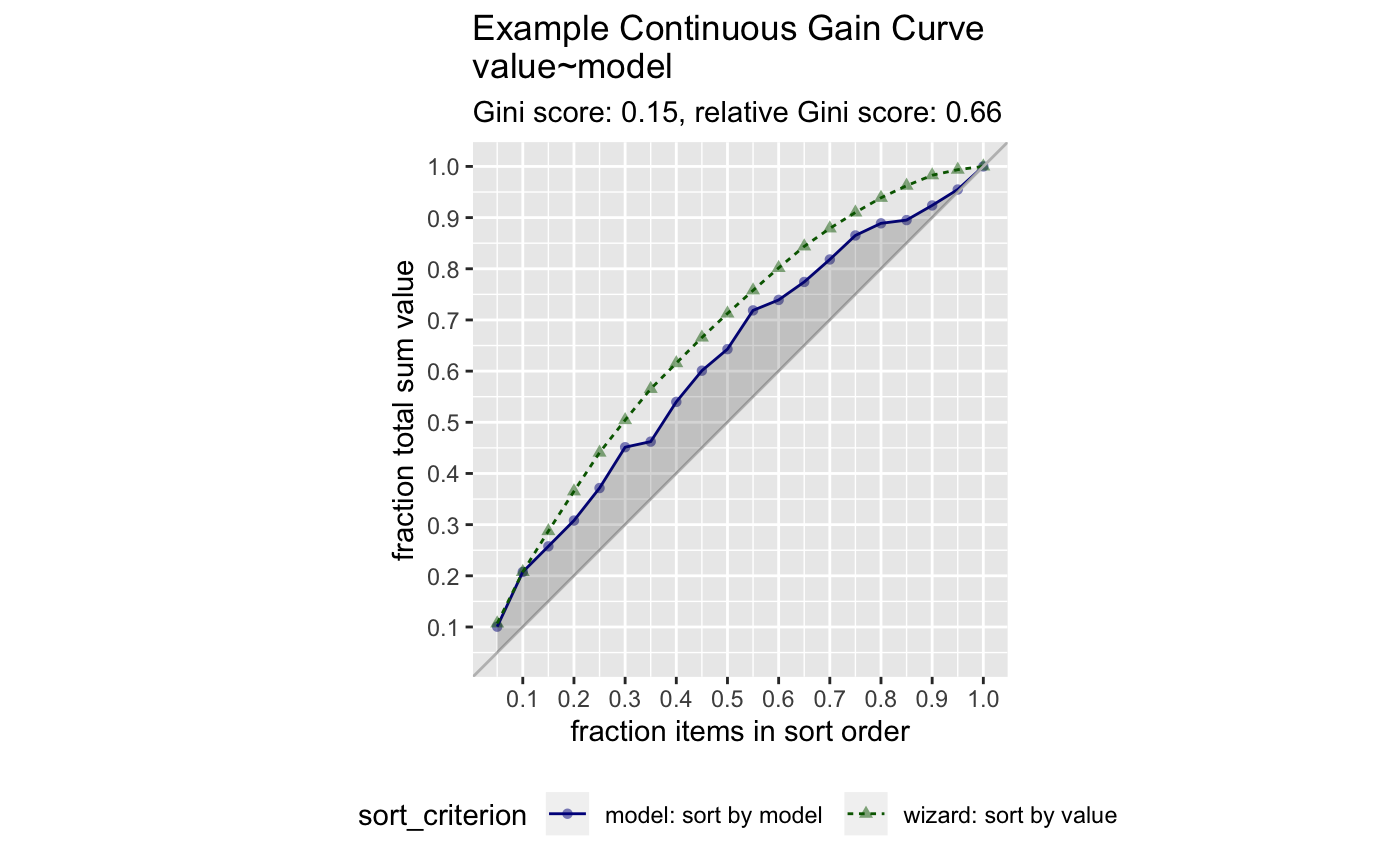 Example Continuous Gain Curve
value~model
Gini score: 0.15, relative Gini score: 0.66
fraction total sum value
1.0
0.9
0.8
0.7
0.6
0.5
0.4
0.3
0.2
0.1
0.1 0.2 0.3 0.4 0.5 0.6 0.7 0.8 0.9 1.0
fraction items in sort order
sort_criterion model: sort by model wizard: sort by value